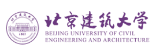 北京建筑大学
BEIJING UNIVERSITY OF CIVIL
ENGINEERING AND ARCHITECTURE